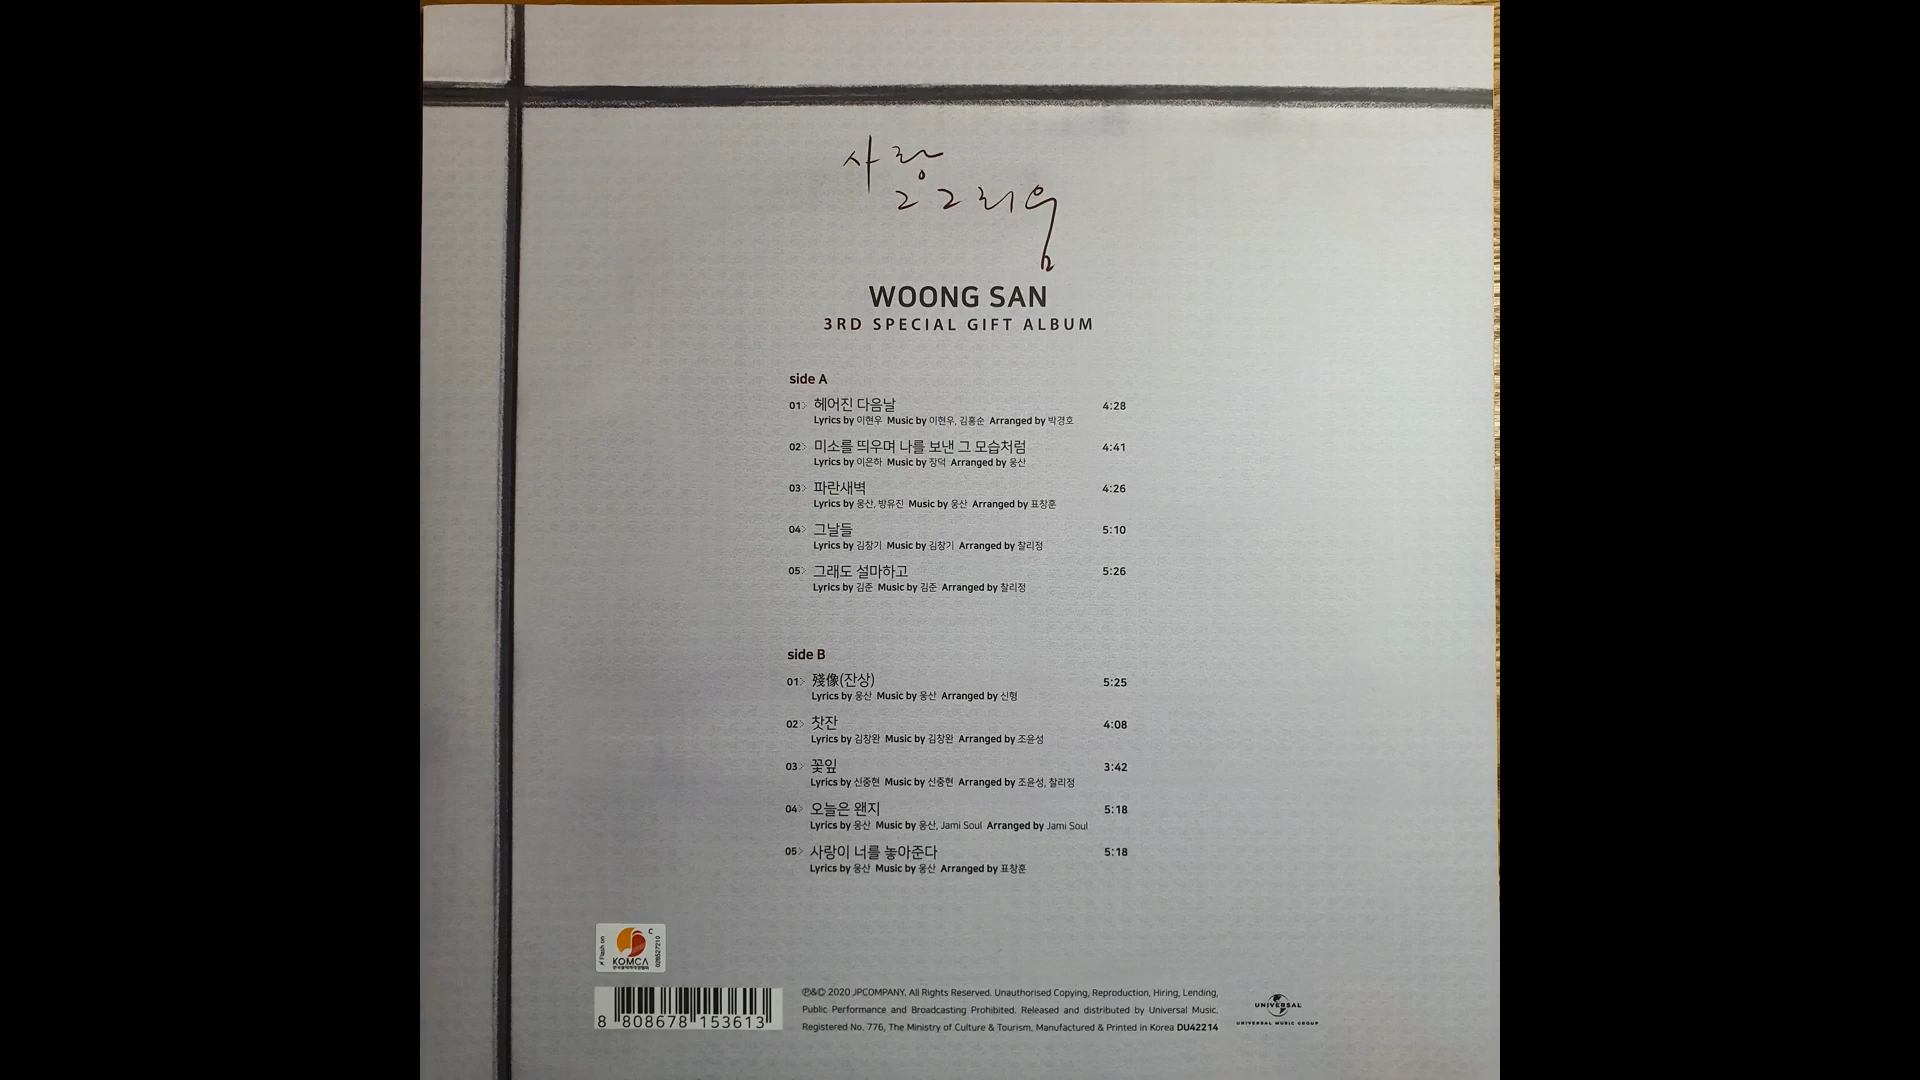 사랑
그 그리움
WOONG SAN
3RD SPECIAL GIFT ALBUM
side A
01> 헤어진 다음날 4:28
Lyrics by 이현우 Music by 이현우, 김홍순 Arranged by 박경호
02> 미소를 띄우며 나를 보낸 그 모습처럼 4:41
Lyrics by 이은하 Music by 장덕 Arranged by 웅산
03> 파란새벽 4:26
Lyrics by 웅산, 방유진 Music by 웅산 Arranged by 표창훈
04> 그날들 5:10
Lyrics by 김창기 Music by 김창기 Arranged by 찰리정
05> 그래도 설마하고 5:26
Lyrics by 김준 Music by 김준 Arranged by 찰리정
side B
01> 殘像(잔상) 5:25
Lyrics by 웅산 Music by 웅산 Arranged by 신형
02> 찻잔 4:08
Lyrics by 김창완 Music by 김창완 Arranged by 조윤성
03> 꽃잎 3:42
Lyrics by 신중현 Music by 신중현 Arranged by 조윤성, 찰리정
04> 오늘은 왠지 5:18
Lyrics by 웅산 Music by 웅산, Jami Soul Arranged by Jami Soul
05> 사랑이 너를 놓아준다 5:18
Lyrics by 웅산 Music by 웅산 Arranged by 표창훈
Flash on
C
KOMCA
한국음악저작권협회
028527210
8 808678 153613
℗&© 2020 JPCOMPANY. All Rights Reserved. Unauthorised Copying, Reproduction, Hiring, Lending,
Public Performance and Broadcasting Prohibited. Released and distributed by Universal Music.
Registered No. 776, The Ministry of Culture & Tourism, Manufactured & Printed in Korea DU42214
UNIVERSAL
UNIVERSAL MUSIC GROUP